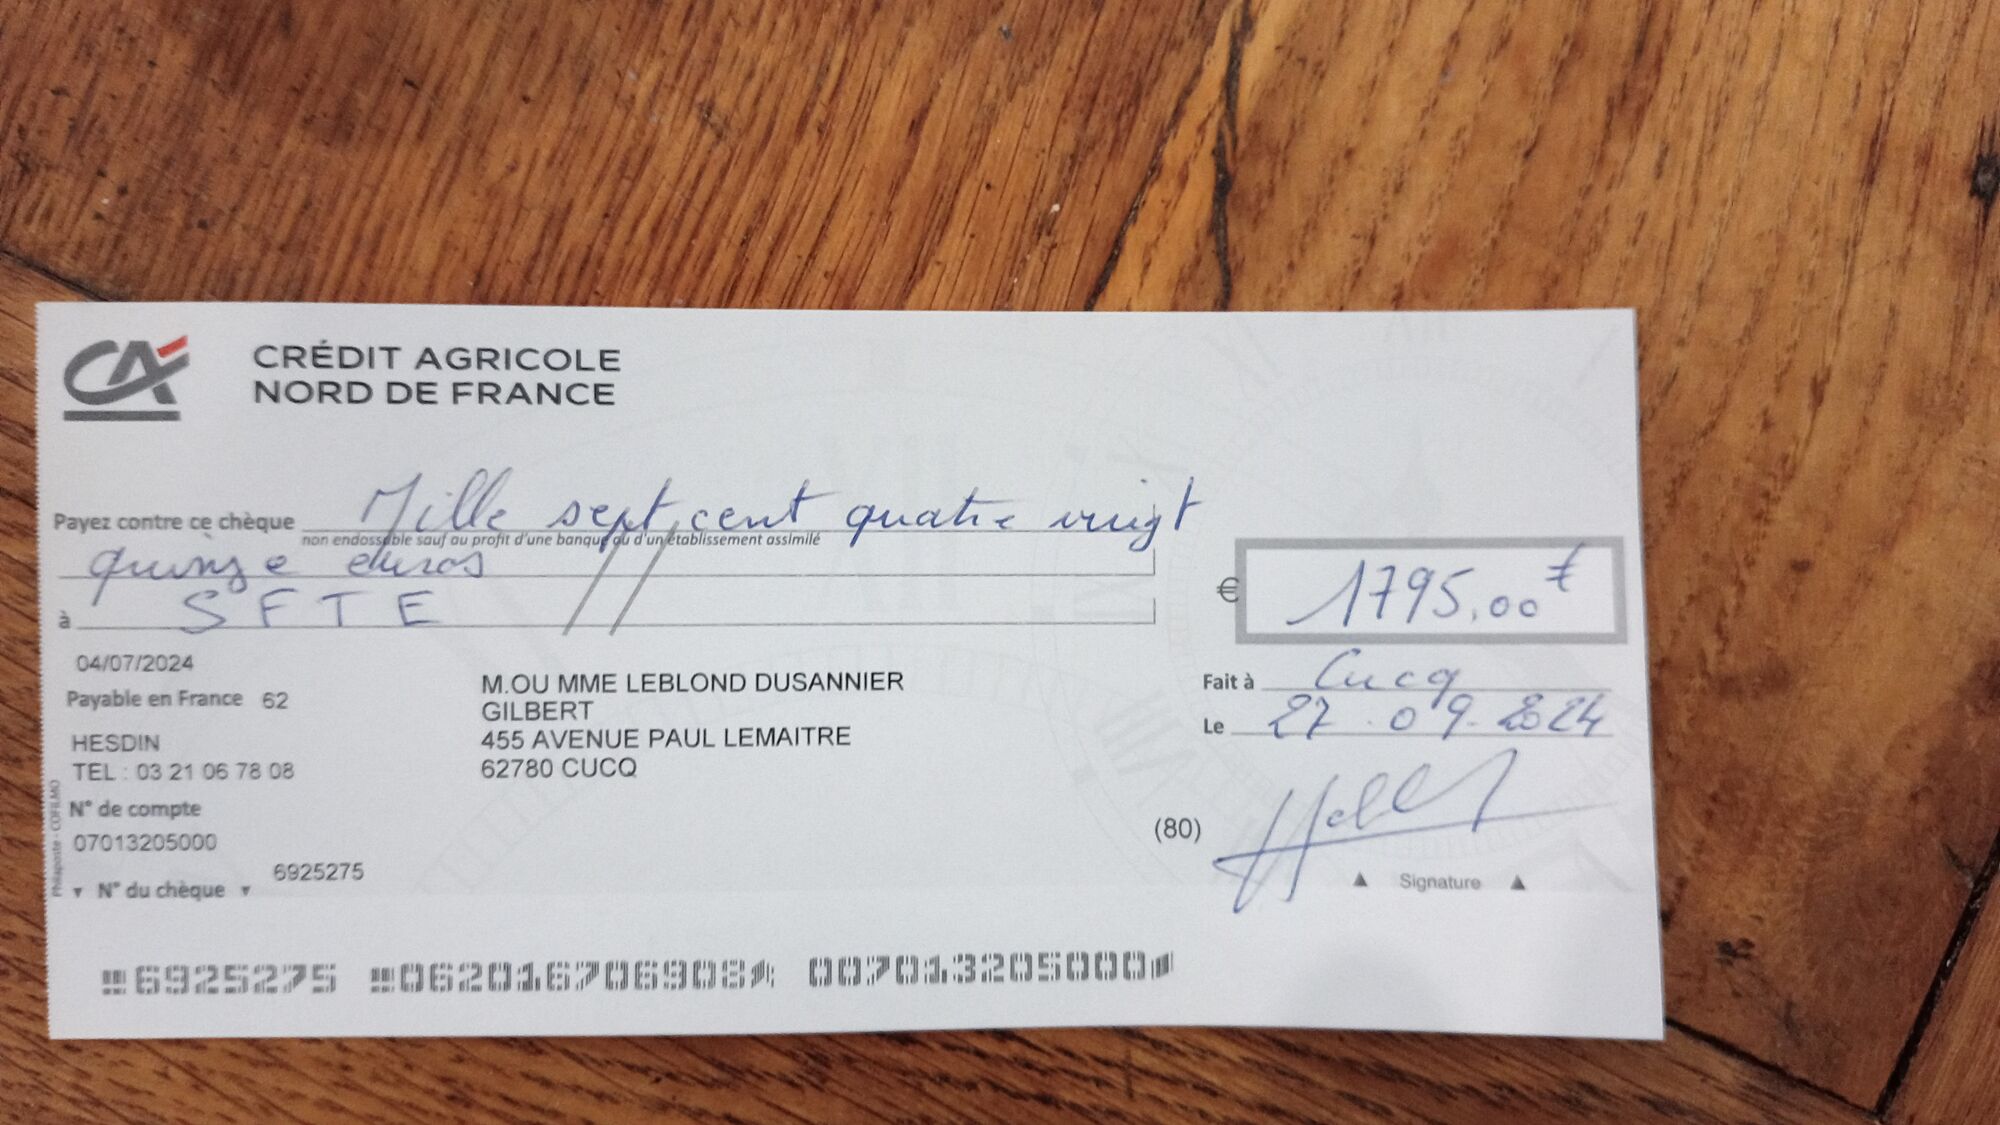 CRÉDIT AGRICOLE
NORD DE FRANCE
Payez contre ce chèque Mille sept cent quatre vingt
non endossable sauf au profit d'une banque ou d'un établissement assimilé
quinze euros
€ 1795,00 €
à S F T E
04/07/2024
Payable en France 62
HESDIN
TEL : 03 21 06 78 08
N° de compte
07013205000
6925275
▼ N° du chèque ▼
M.OU MME LEBLOND DUSANNIER
GILBERT
455 AVENUE PAUL LEMAITRE
62780 CUCQ
Fait à Cucq
Le 27.09.2024
(80)
▲ Signature ▲
Philaposte - COFILMO
6925275 062016706908 007013205000